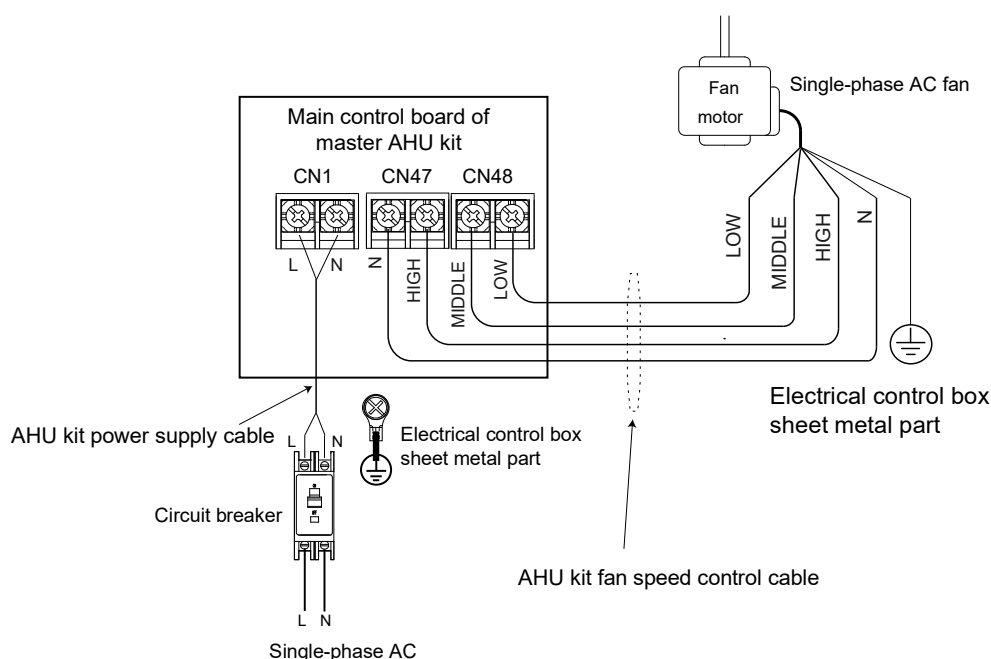 Fan
motor
Single-phase AC fan
Main control board of
master AHU kit
CN1 CN47 CN48
L N N HIGH MIDDLE LOW
LOW MIDDLE HIGH N
Electrical control box
sheet metal part
AHU kit power supply cable
L N
Electrical control box
sheet metal part
Circuit breaker
AHU kit fan speed control cable
L N
Single-phase AC